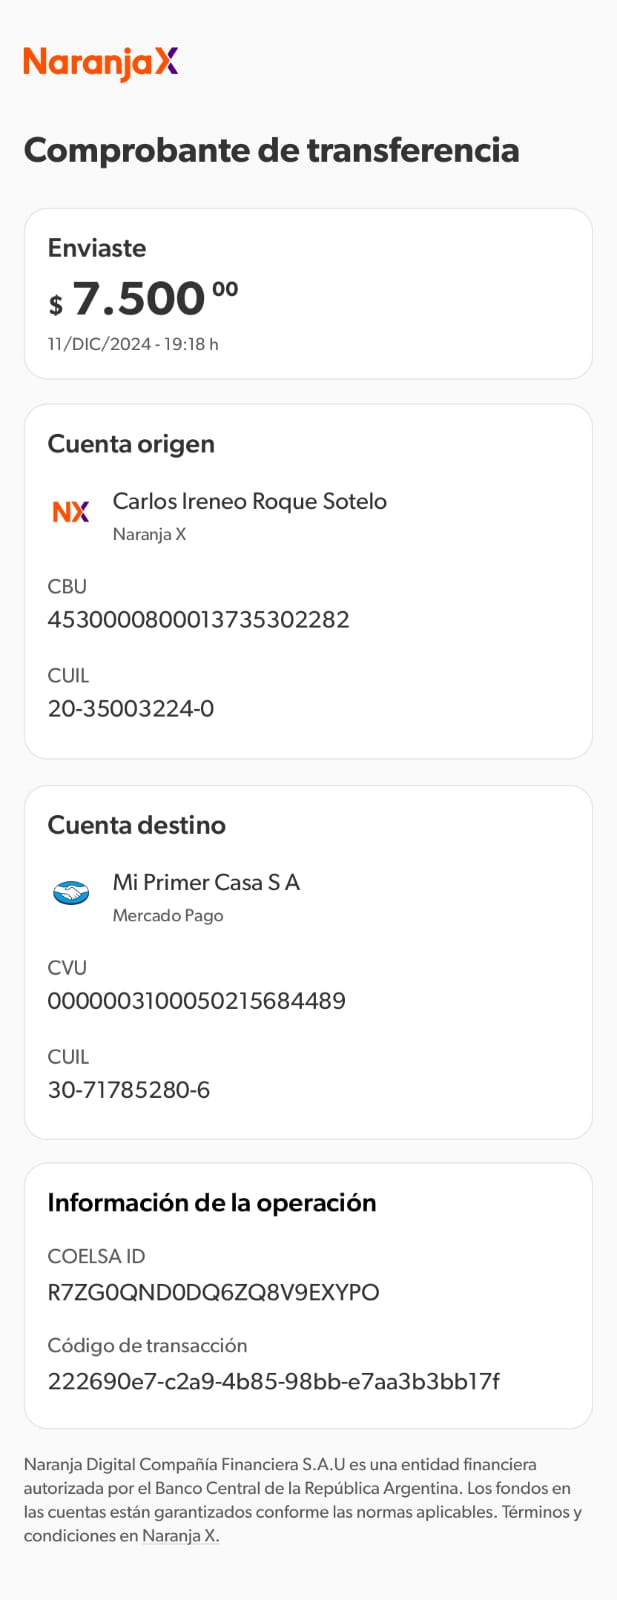 NaranjaX
Comprobante de transferencia
Enviaste
$ 7.500 00
11/DIC/2024 - 19:18 h
Cuenta origen
NX
Carlos Ireneo Roque Sotelo
Naranja X
CBU
4530000800013735302282
CUIL
20-35003224-0
Cuenta destino
Mi Primer Casa S A
Mercado Pago
CVU
0000003100050215684489
CUIL
30-71785280-6
Información de la operación
COELSA ID
R7ZG0QND0DQ6ZQ8V9EXYPO
Código de transacción
222690e7-c2a9-4b85-98bb-e7aa3b3bb17f
Naranja Digital Compañía Financiera S.A.U es una entidad financiera
autorizada por el Banco Central de la República Argentina. Los fondos en
las cuentas están garantizados conforme las normas aplicables. Términos y
condiciones en Naranja X.